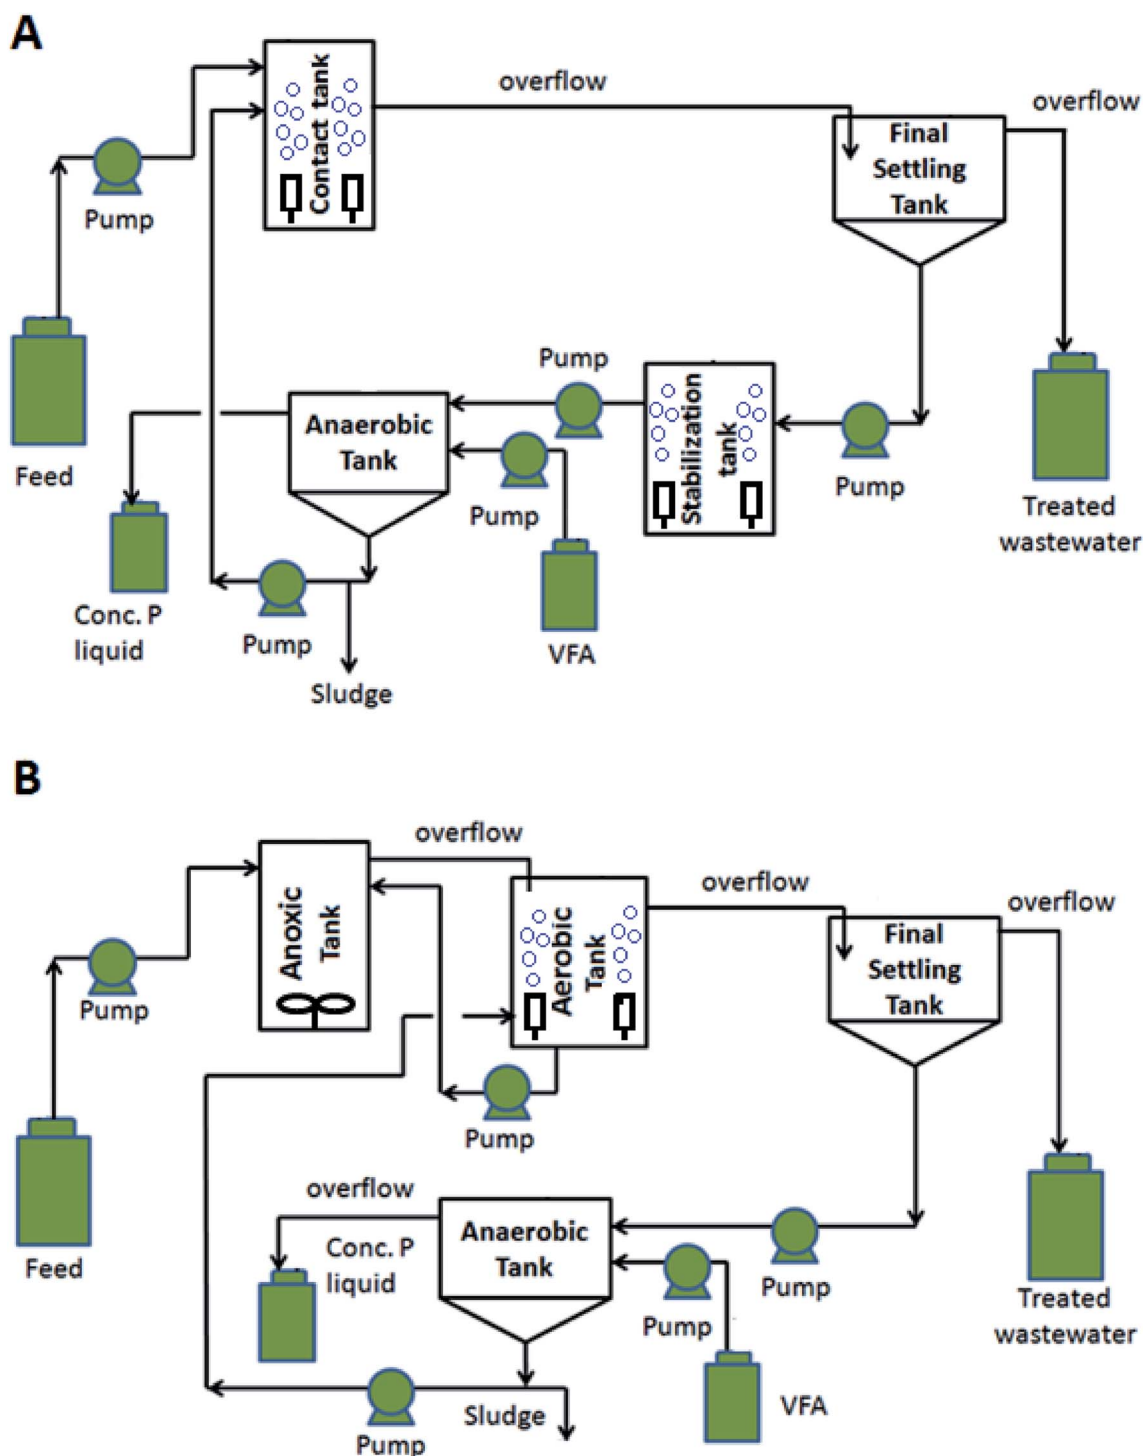 A
overflow
overflow
Contact tank
Final
Settling
Tank
Pump
Pump
Anaerobic
Tank
Stabilization
tank
Feed
Pump
Pump
Treated
wastewater
Conc. P
liquid
Pump
VFA
Sludge
B
overflow
overflow
overflow
Anoxic
Tank
Aerobic
Tank
Final
Settling
Tank
Pump
Pump
overflow
Anaerobic
Tank
Conc. P
liquid
Feed
Pump
Pump
Treated
wastewater
Sludge
VFA
Pump